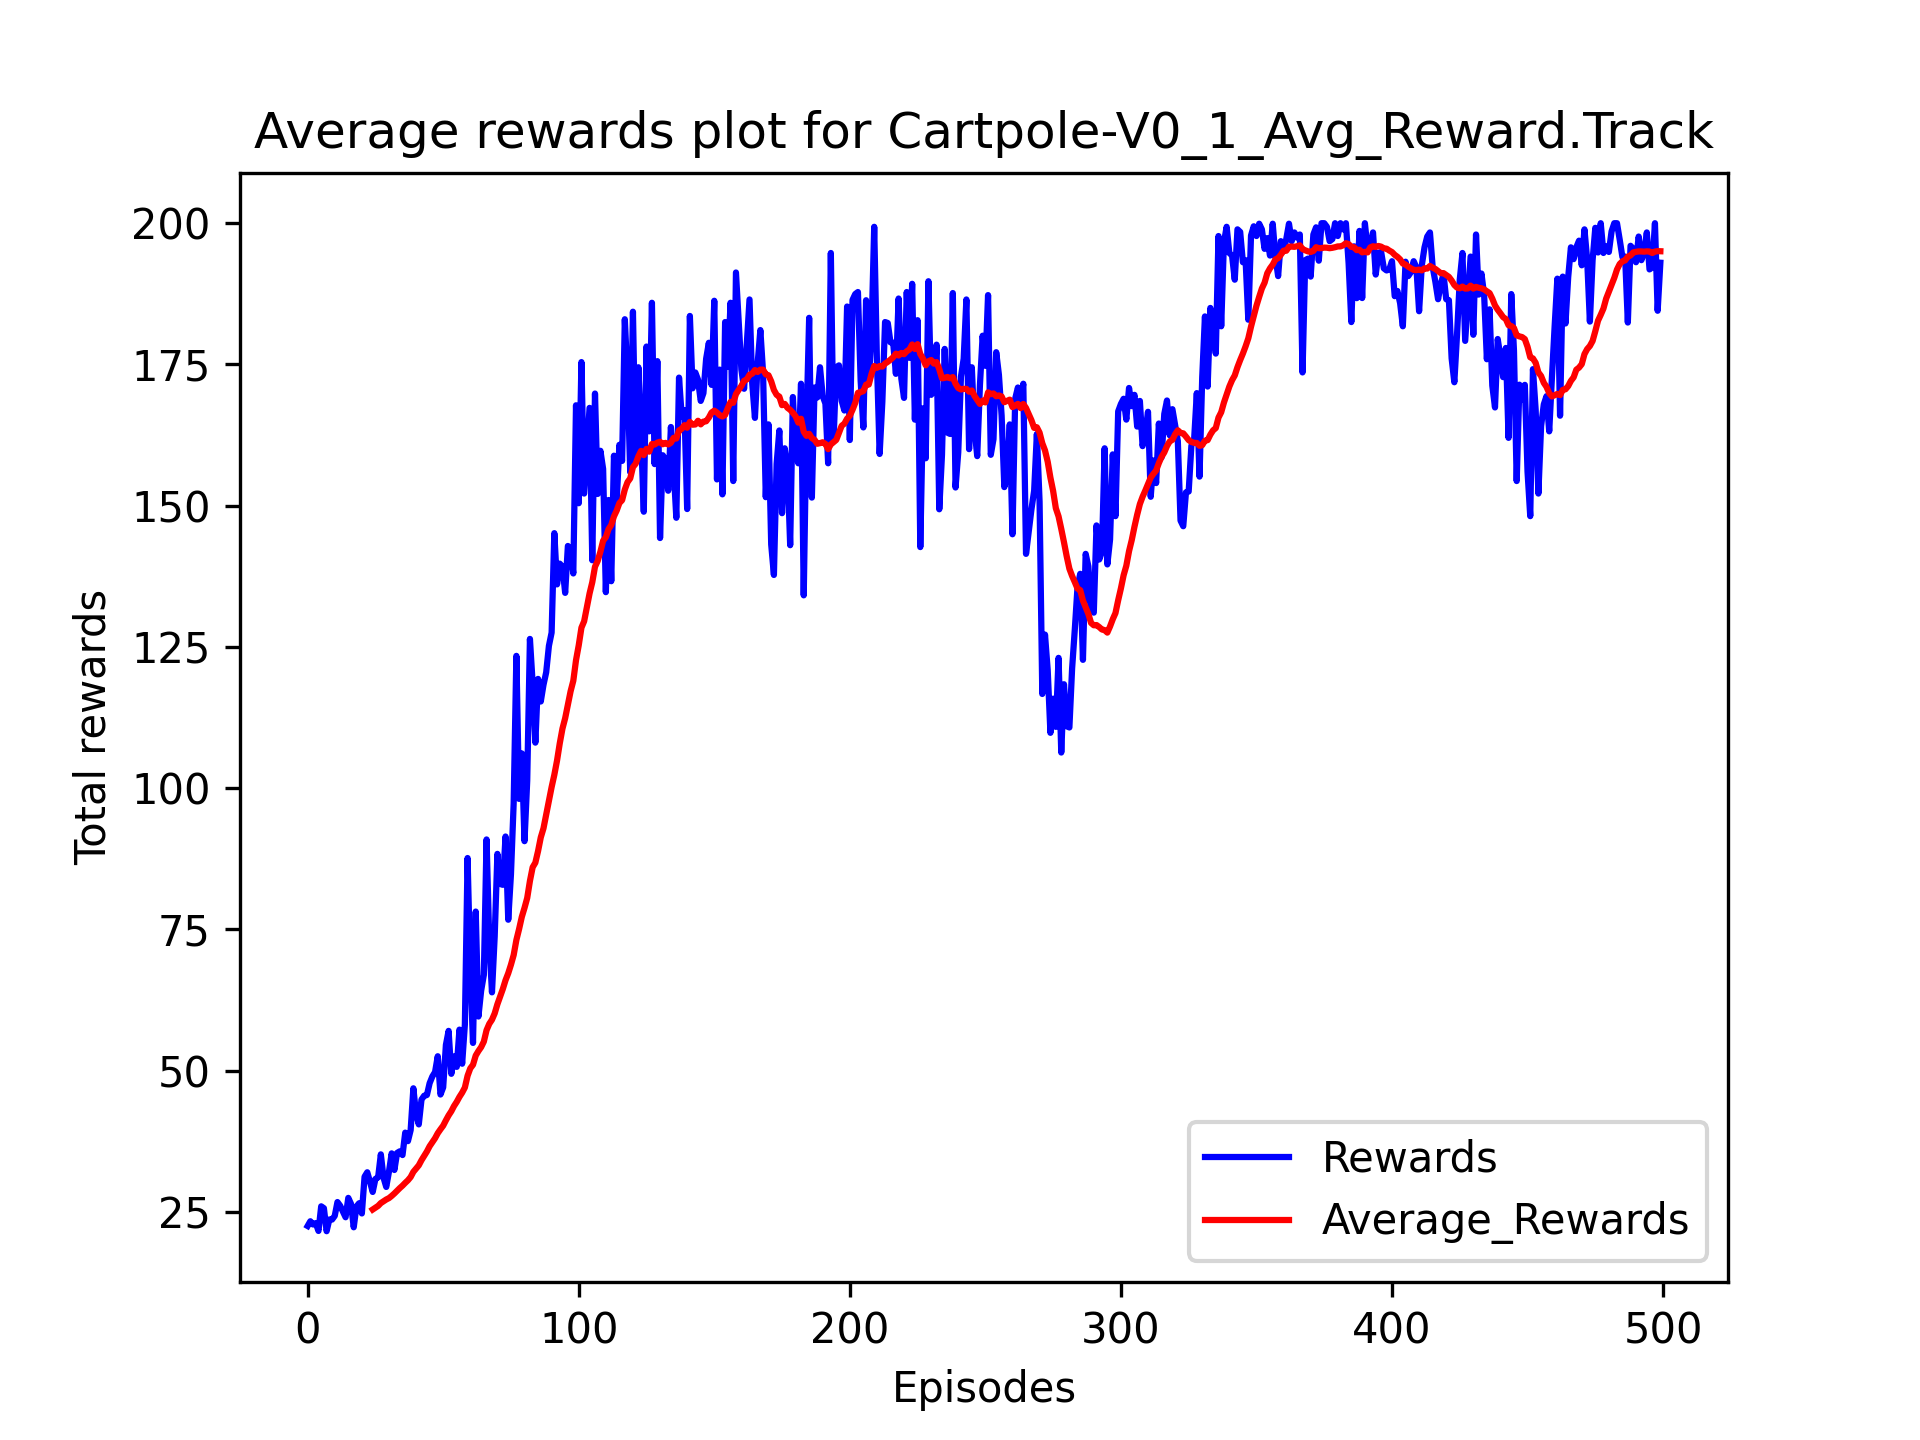 Average rewards plot for Cartpole-V0_1_Avg_Reward.Track
Total rewards
200
175
150
125
100
75
50
25
Rewards
Average_Rewards
0 100 200 300 400 500
Episodes